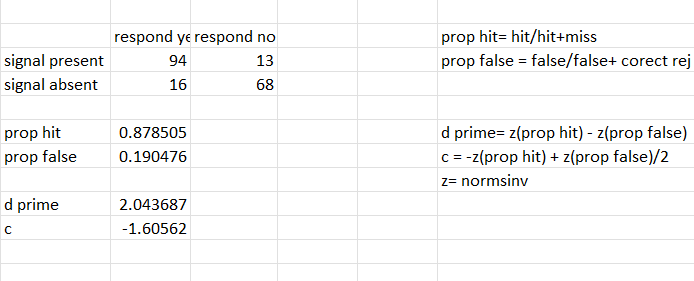 respond ye respond no prop hit= hit/hit+miss
signal present 94 13 prop false = false/false+ corect rej
signal absent 16 68
prop hit 0.878505 d prime= z(prop hit) - z(prop false)
prop false 0.190476 c = -z(prop hit) + z(prop false)/2
z= normsinv
d prime 2.043687
c -1.60562